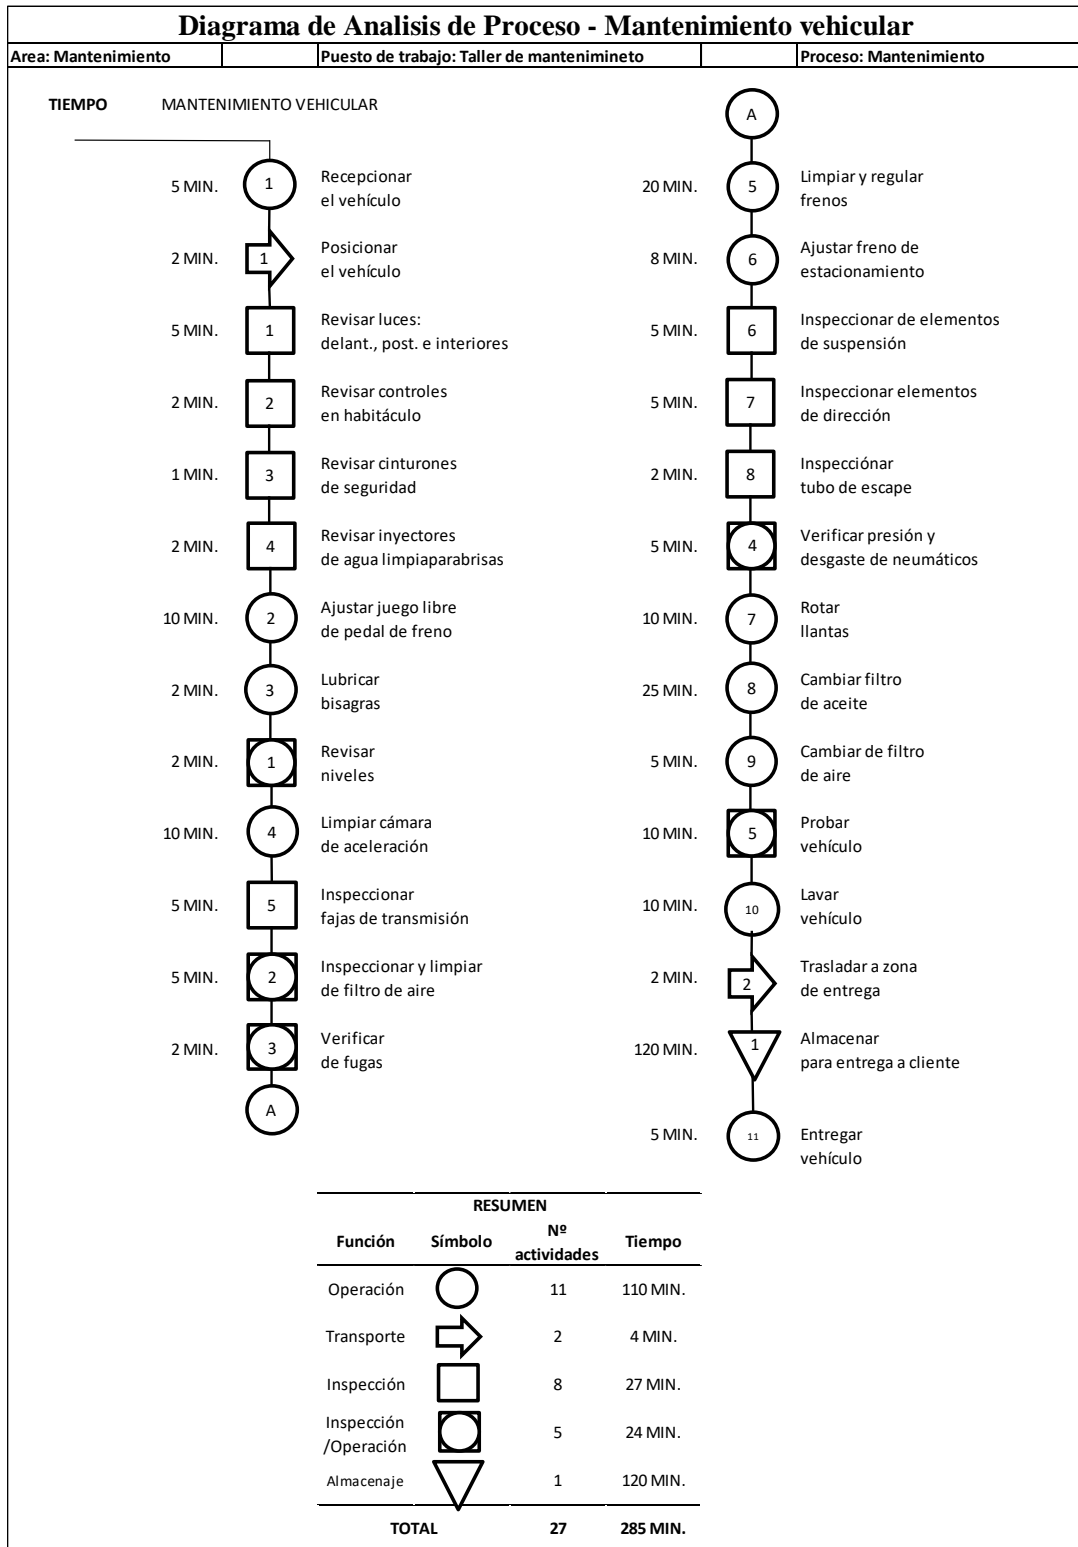 Diagrama de Analisis de Proceso - Mantenimiento vehicular
Area: Mantenimiento Puesto de trabajo: Taller de mantenimineto Proceso: Mantenimiento
TIEMPO MANTENIMIENTO VEHICULAR
5 MIN. 1 Recepcionar
el vehículo
2 MIN. 1 Posicionar
el vehículo
5 MIN. 1 Revisar luces:
delant., post. e interiores
2 MIN. 2 Revisar controles
en habitáculo
1 MIN. 3 Revisar cinturones
de seguridad
2 MIN. 4 Revisar inyectores
de agua limpiaparabrisas
10 MIN. 2 Ajustar juego libre
de pedal de freno
2 MIN. 3 Lubricar
bisagras
2 MIN. 1 Revisar
niveles
10 MIN. 4 Limpiar cámara
de aceleración
5 MIN. 5 Inspeccionar
fajas de transmisión
5 MIN. 2 Inspeccionar y limpiar
de filtro de aire
2 MIN. 3 Verificar
de fugas
A
A
20 MIN. 5 Limpiar y regular
frenos
8 MIN. 6 Ajustar freno de
estacionamiento
5 MIN. 6 Inspeccionar de elementos
de suspensión
5 MIN. 7 Inspeccionar elementos
de dirección
2 MIN. 8 Inspecciónar
tubo de escape
5 MIN. 4 Verificar presión y
desgaste de neumáticos
10 MIN. 7 Rotar
llantas
25 MIN. 8 Cambiar filtro
de aceite
5 MIN. 9 Cambiar de filtro
de aire
10 MIN. 5 Probar
vehículo
10 MIN. 10 Lavar
vehículo
2 MIN. 2 Trasladar a zona
de entrega
120 MIN. 1 Almacenar
para entrega a cliente
5 MIN. 11 Entregar
vehículo
RESUMEN
Función Símbolo Nº
actividades Tiempo
Operación 11 110 MIN.
Transporte 2 4 MIN.
Inspección 8 27 MIN.
Inspección
/Operación 5 24 MIN.
Almacenaje 1 120 MIN.
TOTAL 27 285 MIN.